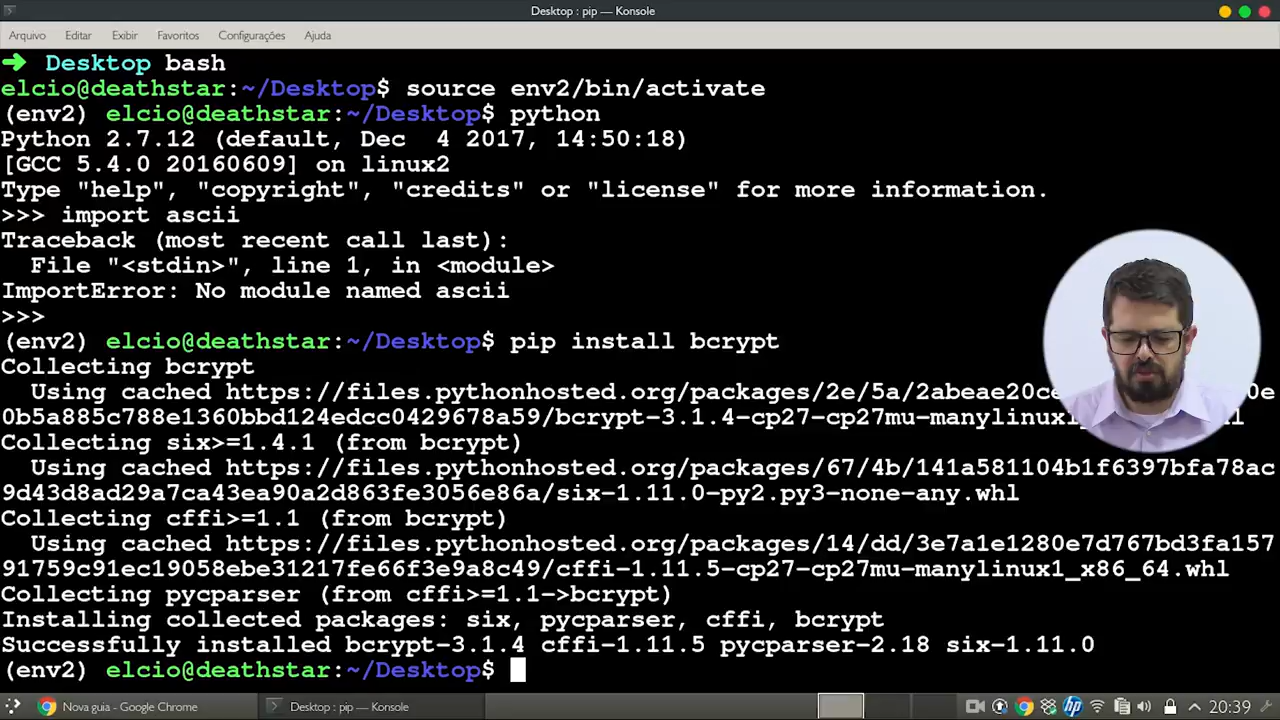 Desktop : pip — Konsole
Arquivo Editar Exibir Favoritos Configurações Ajuda
➜ Desktop bash
elcio@deathstar:~/Desktop$ source env2/bin/activate
(env2) elcio@deathstar:~/Desktop$ python
Python 2.7.12 (default, Dec  4 2017, 14:50:18)
[GCC 5.4.0 20160609] on linux2
Type "help", "copyright", "credits" or "license" for more information.
>>> import ascii
Traceback (most recent call last):
  File "<stdin>", line 1, in <module>
ImportError: No module named ascii
>>>
(env2) elcio@deathstar:~/Desktop$ pip install bcrypt
Collecting bcrypt
  Using cached https://files.pythonhosted.org/packages/2e/5a/2abeae20ce
0b5a885c788e1360bbd124edcc0429678a59/bcrypt-3.1.4-cp27-cp27mu-manylinux1
Collecting six>=1.4.1 (from bcrypt)
  Using cached https://files.pythonhosted.org/packages/67/4b/141a581104b1f6397bfa78ac
9d43d8ad29a7ca43ea90a2d863fe3056e86a/six-1.11.0-py2.py3-none-any.whl
Collecting cffi>=1.1 (from bcrypt)
  Using cached https://files.pythonhosted.org/packages/14/dd/3e7a1e1280e7d767bd3fa157
91759c91ec19058ebe31217fe66f3e9a8c49/cffi-1.11.5-cp27-cp27mu-manylinux1_x86_64.whl
Collecting pycparser (from cffi>=1.1->bcrypt)
Installing collected packages: six, pycparser, cffi, bcrypt
Successfully installed bcrypt-3.1.4 cffi-1.11.5 pycparser-2.18 six-1.11.0
(env2) elcio@deathstar:~/Desktop$
Nova guia - Google Chrome Desktop : pip — Konsole 20:39